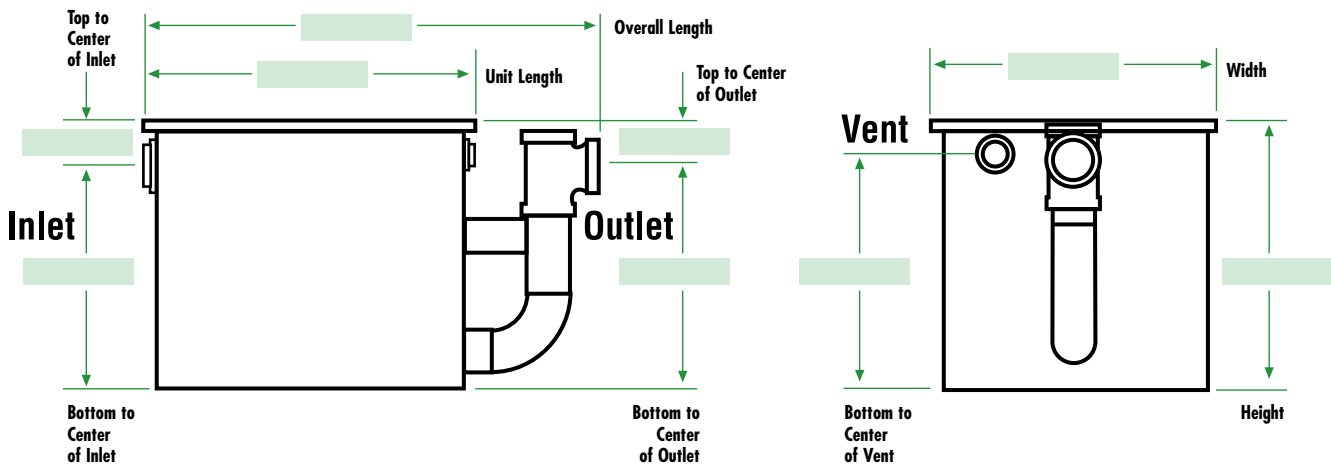 Top to
Center
of Inlet
Overall Length
Unit Length
Top to Center
of Outlet
Width
Vent
Inlet
Outlet
Bottom to
Center
of Inlet
Bottom to
Center
of Outlet
Bottom to
Center
of Vent
Height